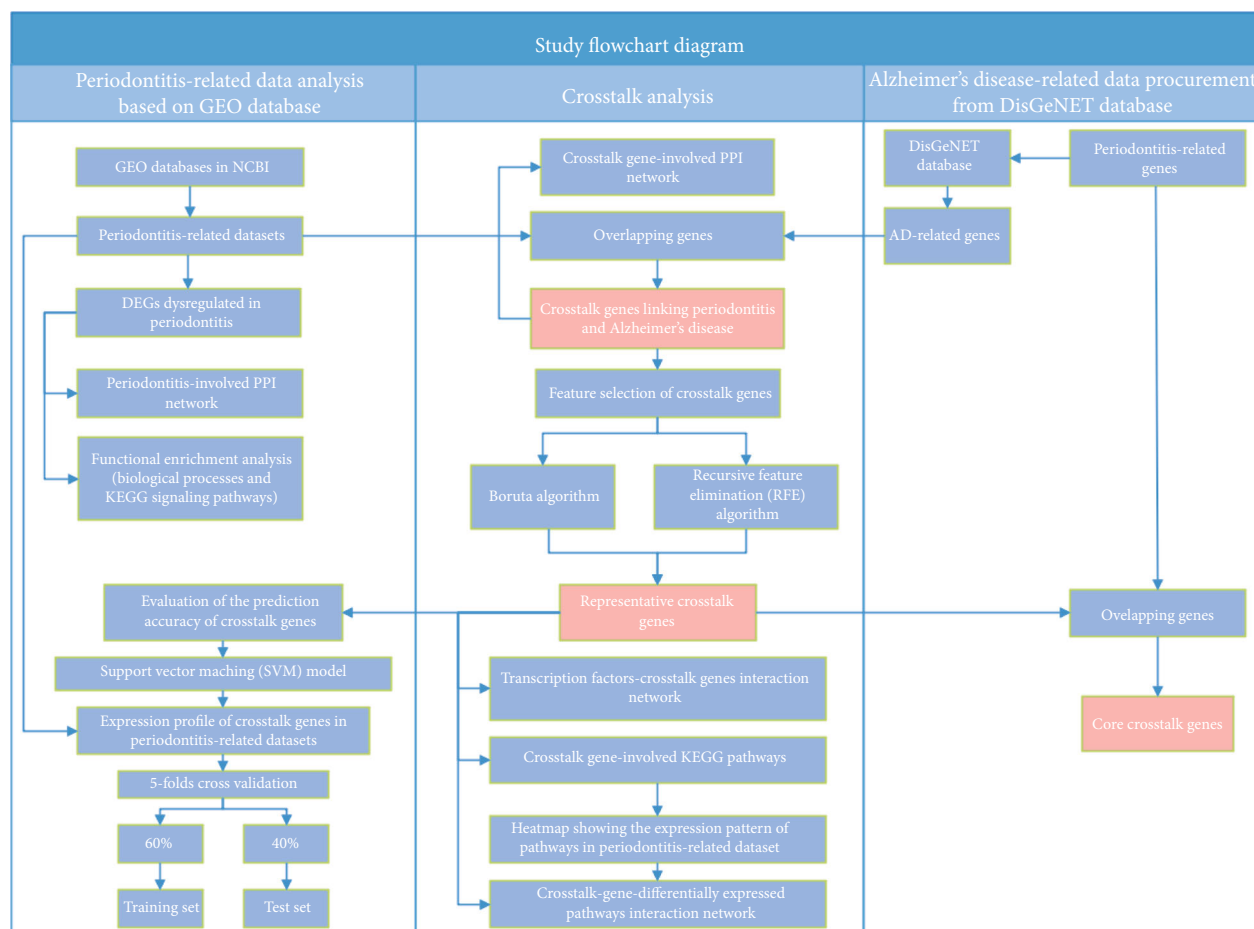 Study flowchart diagram
Periodontitis-related data analysis
based on GEO database
GEO databases in NCBI
Periodontitis-related datasets
DEGs dysregulated in
periodontitis
Periodontitis-involved PPI
network
Functional enrichment analysis
(biological processes and
KEGG signaling pathways)
Evaluation of the prediction
accuracy of crosstalk genes
Support vector maching (SVM) model
Expression profile of crosstalk genes in
periodontitis-related datasets
5-folds cross validation
60%
40%
Training set
Test set
Crosstalk analysis
Crosstalk gene-involved PPI
network
Overlapping genes
Crosstalk genes linking periodontitis
and Alzheimer's disease
Feature selection of crosstalk genes
Boruta algorithm
Recursive feature
elimination (RFE)
algorithm
Representative crosstalk
genes
Transcription factors-crosstalk genes interaction
network
Crosstalk gene-involved KEGG pathways
Heatmap showing the expression pattern of
pathways in periodontitis-related dataset
Crosstalk-gene-differentially expressed
pathways interaction network
Alzheimer's disease-related data procurement
from DisGeNET database
DisGeNET
database
Periodontitis-related
genes
AD-related genes
Ovelapping genes
Core crosstalk genes